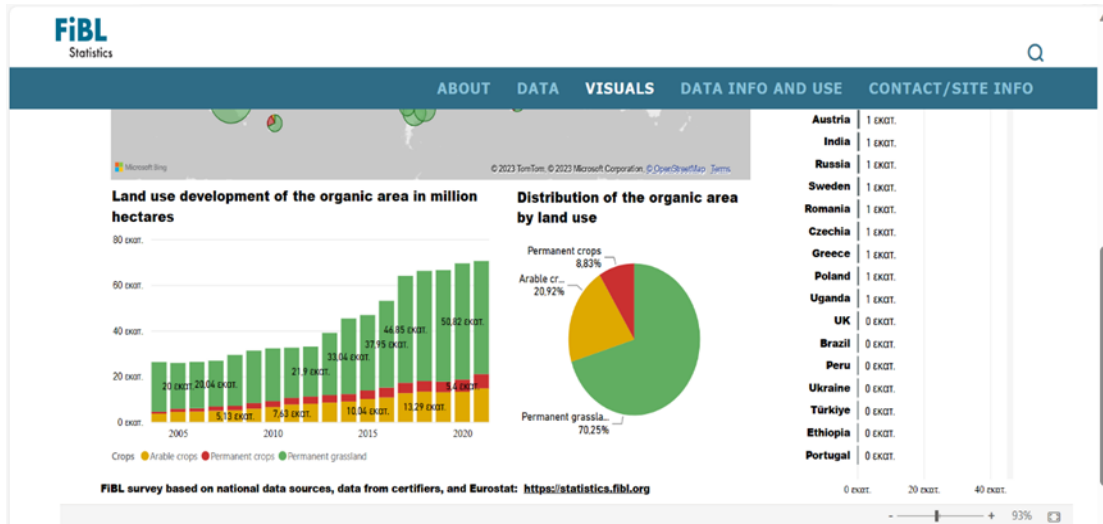 FiBL
Statistics
ABOUT DATA VISUALS DATA INFO AND USE CONTACT/SITE INFO
Microsoft Bing
© 2023 TomTom, © 2023 Microsoft Corporation, © OpenStreetMap Terms
Land use development of the organic area in million
hectares
80 εκατ.
60 εκατ.
40 εκατ.
20 εκατ.
0 εκατ.
20 εκατ.
20,04 εκατ.
21,9 εκατ.
33,04 εκατ.
37,95 εκατ.
46,85 εκατ.
50,82 εκατ.
5,13 εκατ.
7,63 εκατ.
10,04 εκατ.
13,29 εκατ.
5,4 εκατ.
2005 2010 2015 2020
Crops Arable crops Permanent crops Permanent grassland
Distribution of the organic area
by land use
Permanent crops
8,83%
Arable cr...
20,92%
Permanent grassla...
70,25%
Austria 1 εκατ.
India 1 εκατ.
Russia 1 εκατ.
Sweden 1 εκατ.
Romania 1 εκατ.
Czechia 1 εκατ.
Greece 1 εκατ.
Poland 1 εκατ.
Uganda 1 εκατ.
UK 0 εκατ.
Brazil 0 εκατ.
Peru 0 εκατ.
Ukraine 0 εκατ.
Türkiye 0 εκατ.
Ethiopia 0 εκατ.
Portugal 0 εκατ.
0 εκατ. 20 εκατ. 40 εκατ.
FiBL survey based on national data sources, data from certifiers, and Eurostat: https://statistics.fibl.org
- + 93%